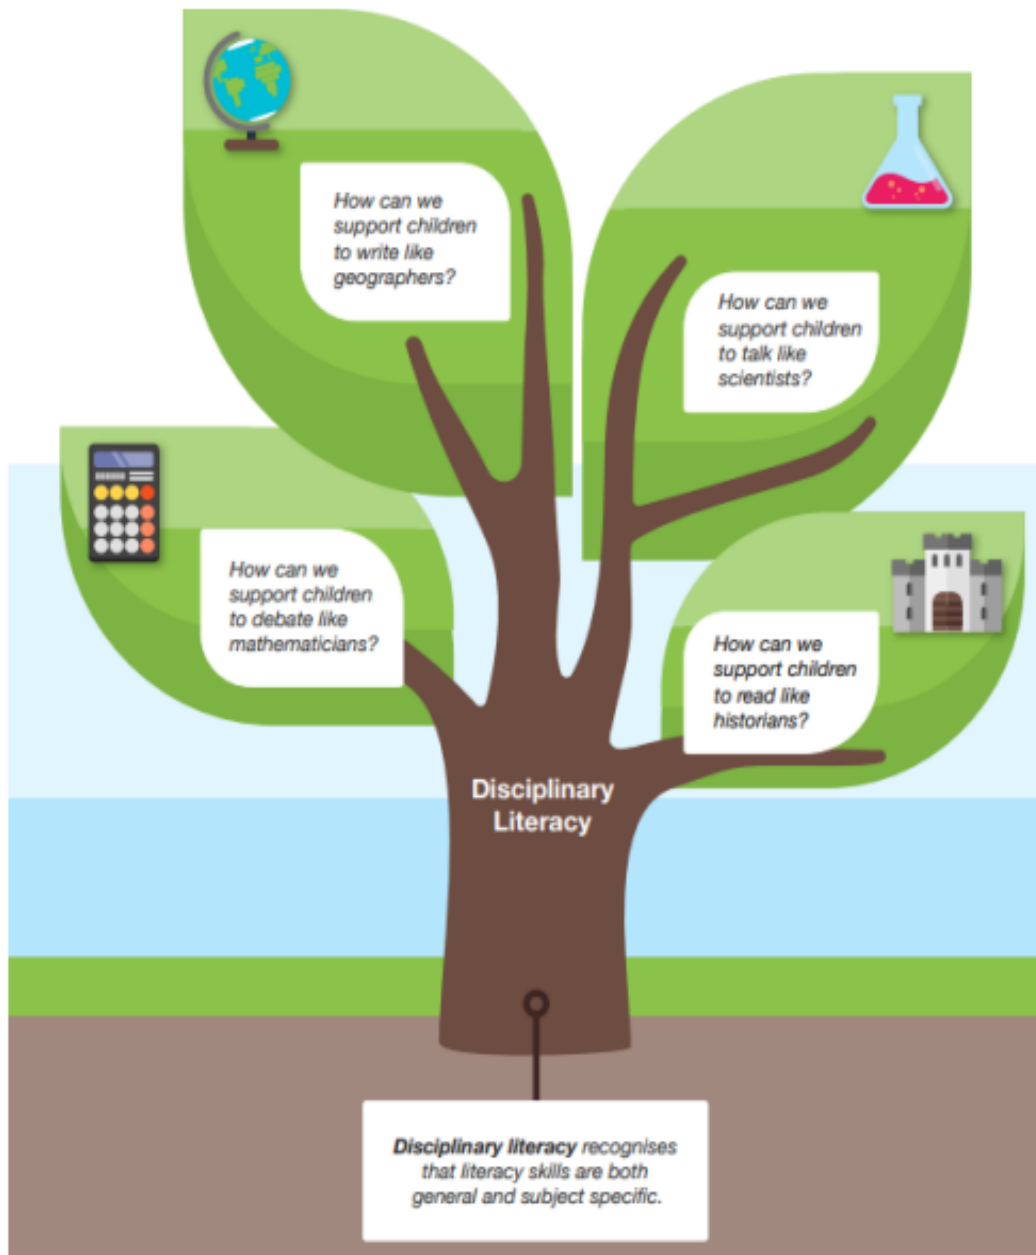 How can we
support children
to write like
geographers?
How can we
support children
to talk like
scientists?
How can we
support children
to debate like
mathematicians?
How can we
support children
to read like
historians?
Disciplinary
Literacy
Disciplinary literacy recognises
that literacy skills are both
general and subject specific.